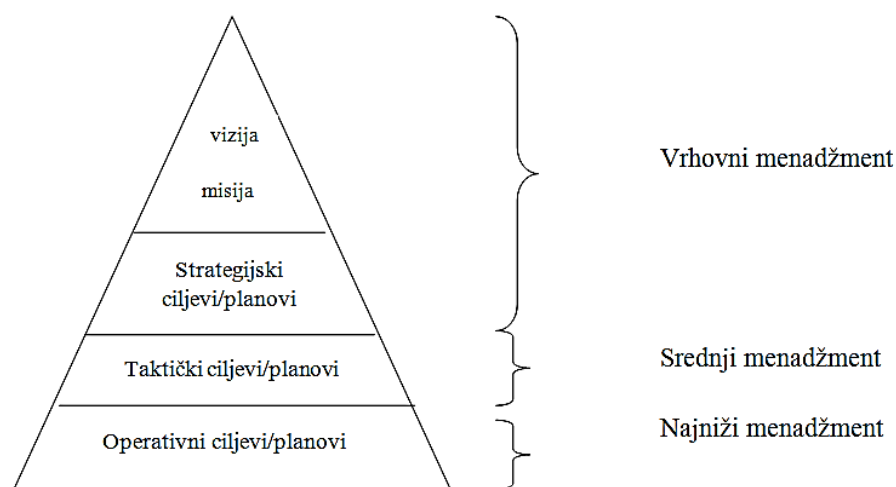 vizija
misija
Vrhovni menadžment
Strategijski
ciljevi/planovi
Taktički ciljevi/planovi
Srednji menadžment
Operativni ciljevi/planovi
Najniži menadžment